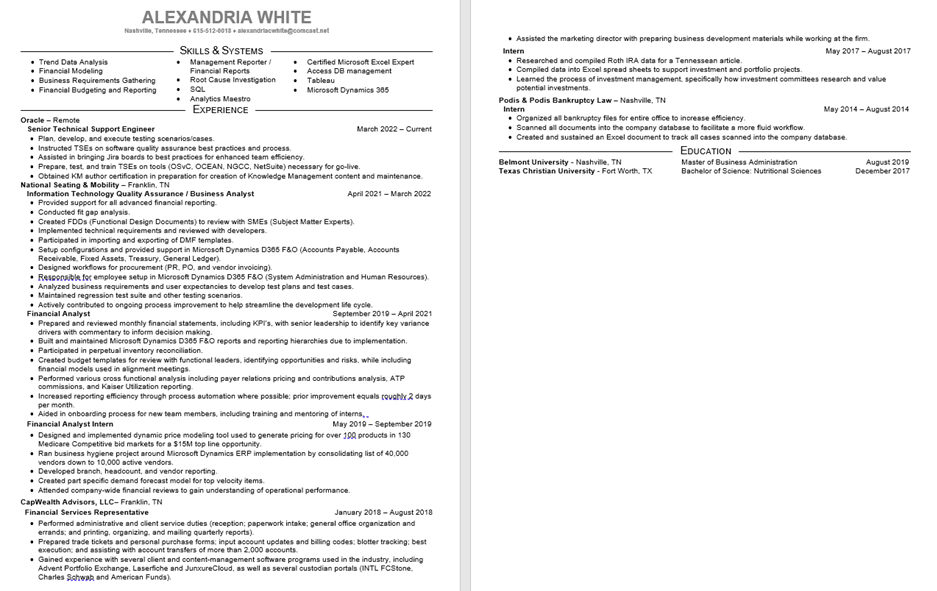 ALEXANDRIA WHITE
Nashville, Tennessee ● 615-512-0018 ● alexandriawhite@comcast.net
SKILLS & SYSTEMS
• Trend Data Analysis
• Financial Modeling
• Business Requirements Gathering
• Financial Budgeting and Reporting
• Management Reporter /
Financial Reports
• Root Cause Investigation
• SQL
• Analytics Maestro
• Certified Microsoft Excel Expert
• Access DB management
• Tableau
• Microsoft Dynamics 365
EXPERIENCE
Oracle – Remote
Senior Technical Support Engineer March 2022 – Current
• Plan, develop, and execute testing scenarios/cases.
• Instructed TSEs on software quality assurance best practices and process.
• Assisted in bringing Jira boards to best practices for enhanced team efficiency.
• Prepare, test, and train TSEs on tools (OSvC, OCEAN, NGCC, NetSuite) necessary for go-live.
• Obtained KM author certification in preparation for creation of Knowledge Management content and maintenance.
National Seating & Mobility – Franklin, TN
Information Technology Quality Assurance / Business Analyst April 2021 – March 2022
• Provided support for all advanced financial reporting.
• Conducted fit gap analysis.
• Created FDDs (Functional Design Documents) to review with SMEs (Subject Matter Experts).
• Implemented technical requirements and reviewed with developers.
• Participated in importing and exporting of DMF templates.
• Setup configurations and provided support in Microsoft Dynamics D365 F&O (Accounts Payable, Accounts
Receivable, Fixed Assets, Treasury, General Ledger).
• Designed workflows for procurement (PR, PO, and vendor invoicing).
• Responsible for employee setup in Microsoft Dynamics D365 F&O (System Administration and Human Resources).
• Analyzed business requirements and user expectancies to develop test plans and test cases.
• Maintained regression test suite and other testing scenarios.
• Actively contributed to ongoing process improvement to help streamline the development life cycle.
Financial Analyst September 2019 – April 2021
• Prepared and reviewed monthly financial statements, including KPI's, with senior leadership to identify key variance
drivers with commentary to inform decision making.
• Built and maintained Microsoft Dynamics D365 F&O reports and reporting hierarchies due to implementation.
• Participated in perpetual inventory reconciliation.
• Created budget templates for review with functional leaders, identifying opportunities and risks, while including
financial models used in alignment meetings.
• Performed various cross functional analysis including payer relations pricing and contributions analysis, ATP
commissions, and Kaiser Utilization reporting.
• Increased reporting efficiency through process automation where possible; prior improvement equals roughly 2 days
per month.
• Aided in onboarding process for new team members, including training and mentoring of interns.
Financial Analyst Intern May 2019 – September 2019
• Designed and implemented dynamic price modeling tool used to generate pricing for over 100 products in 130
Medicare Competitive bid markets for a $15M top line opportunity.
• Ran business hygiene project around Microsoft Dynamics ERP implementation by consolidating list of 40,000
vendors down to 10,000 active vendors.
• Developed branch, headcount, and vendor reporting.
• Created part specific demand forecast model for top velocity items.
• Attended company-wide financial reviews to gain understanding of operational performance.
CapWealth Advisors, LLC– Franklin, TN
Financial Services Representative January 2018 – August 2018
• Performed administrative and client service duties (reception; paperwork intake; general office organization and
errands; and printing, organizing, and mailing quarterly reports).
• Prepared trade tickets and personal purchase forms; input account updates and billing codes; blotter tracking; best
execution; and assisting with account transfers of more than 2,000 accounts.
• Gained experience with several client and content-management software programs used in the industry, including
Advent Portfolio Exchange, Laserfiche and JunxureCloud, as well as several custodian portals (INTL FCStone,
Charles Schwab and American Funds).
• Assisted the marketing director with preparing business development materials while working at the firm.
Intern May 2017 – August 2017
• Researched and compiled Roth IRA data for a Tennessean article.
• Compiled data into Excel spread sheets to support investment and portfolio projects.
• Learned the process of investment management, specifically how investment committees research and value
potential investments.
Podis & Podis Bankruptcy Law – Nashville, TN
Intern May 2014 – August 2014
• Organized all bankruptcy files for entire office to increase efficiency.
• Scanned all documents into the company database to facilitate a more fluid workflow.
• Created and sustained an Excel document to track all cases scanned into the company database.
EDUCATION
Belmont University - Nashville, TN Master of Business Administration August 2019
Texas Christian University - Fort Worth, TX Bachelor of Science: Nutritional Sciences December 2017